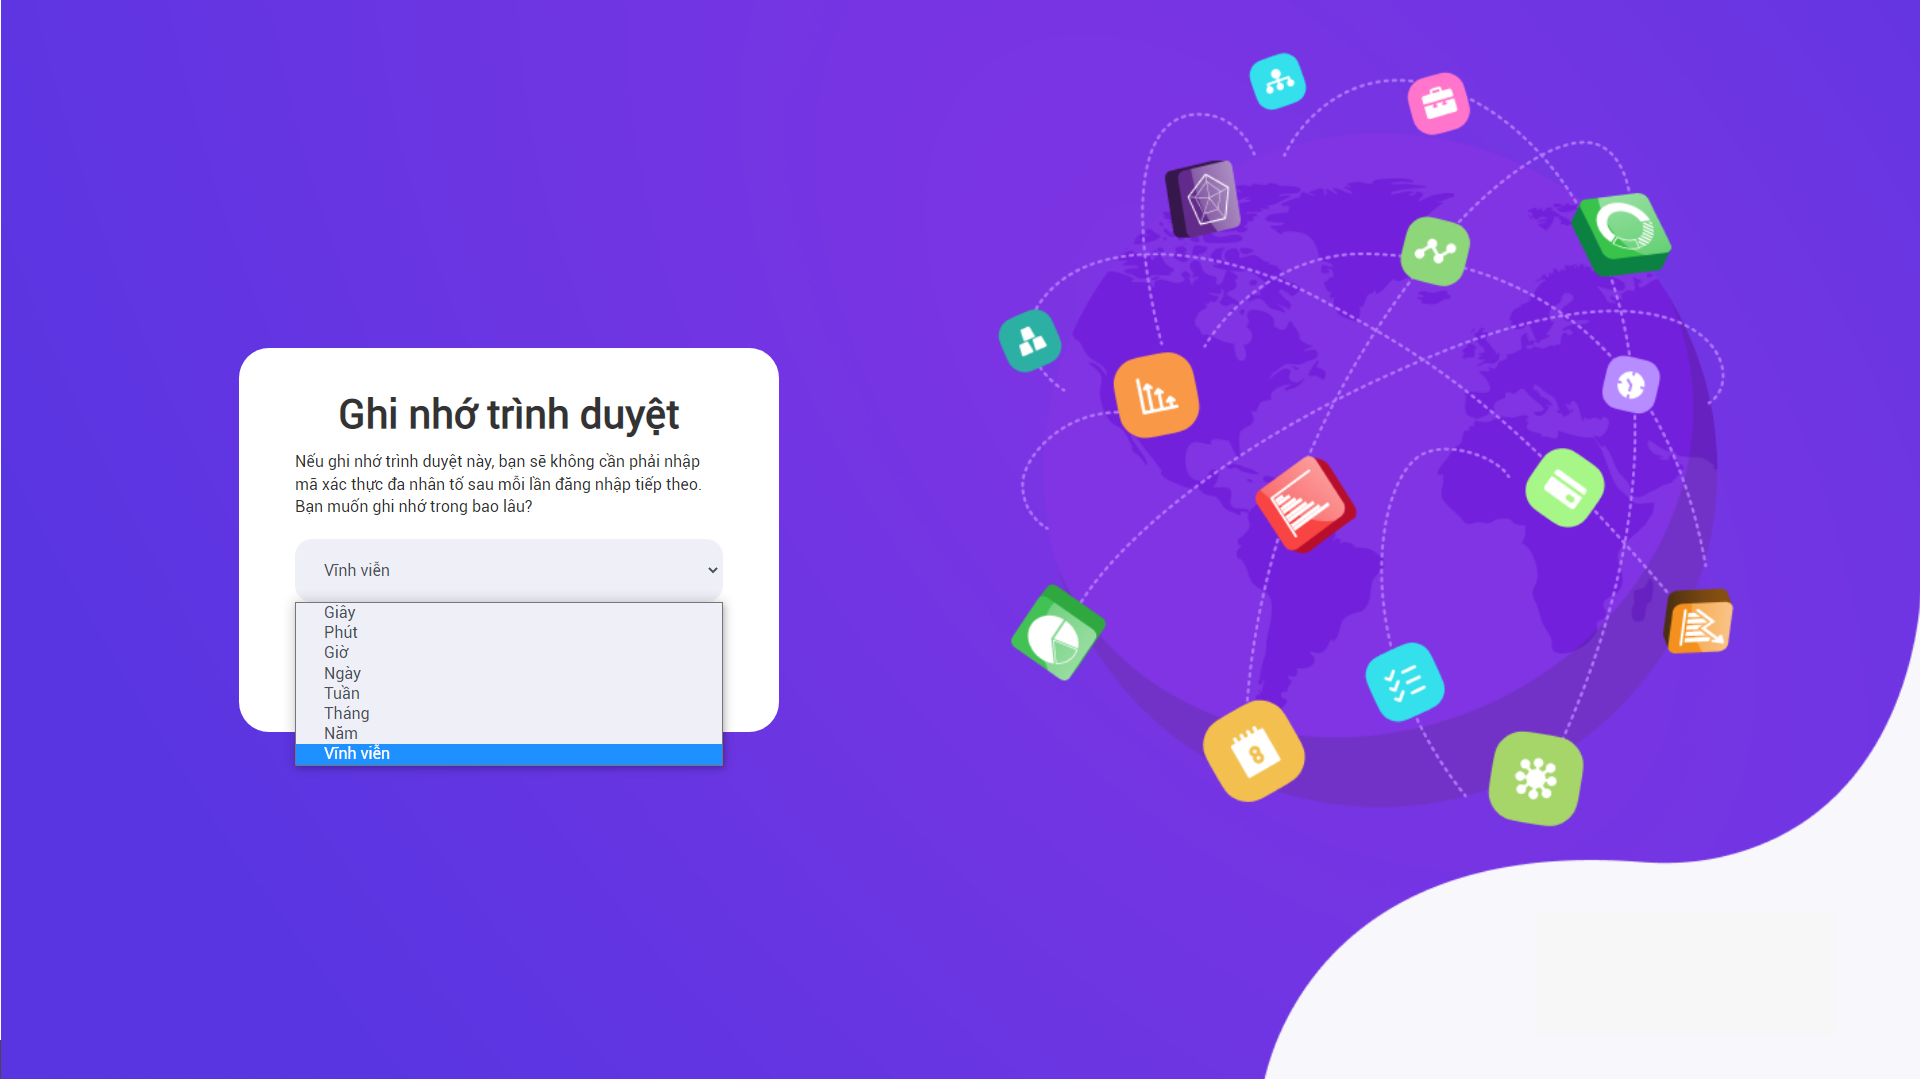 Ghi nhớ trình duyệt
Nếu ghi nhớ trình duyệt này, bạn sẽ không cần phải nhập
mã xác thực đa nhân tố sau mỗi lần đăng nhập tiếp theo.
Bạn muốn ghi nhớ trong bao lâu?
Vĩnh viễn
Giây
Phút
Giờ
Ngày
Tuần
Tháng
Năm
Vĩnh viễn
8